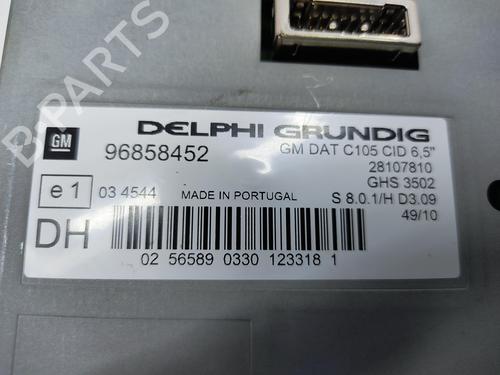 GM
DELPHI GRUNDIG
96858452
GM DAT C105 CID 6,5"
28107810
e 1
03 4544
MADE IN PORTUGAL
GHS 3502
S 8.0.1/H D3.09
49/10
DH
02 56589 0330 123318 1